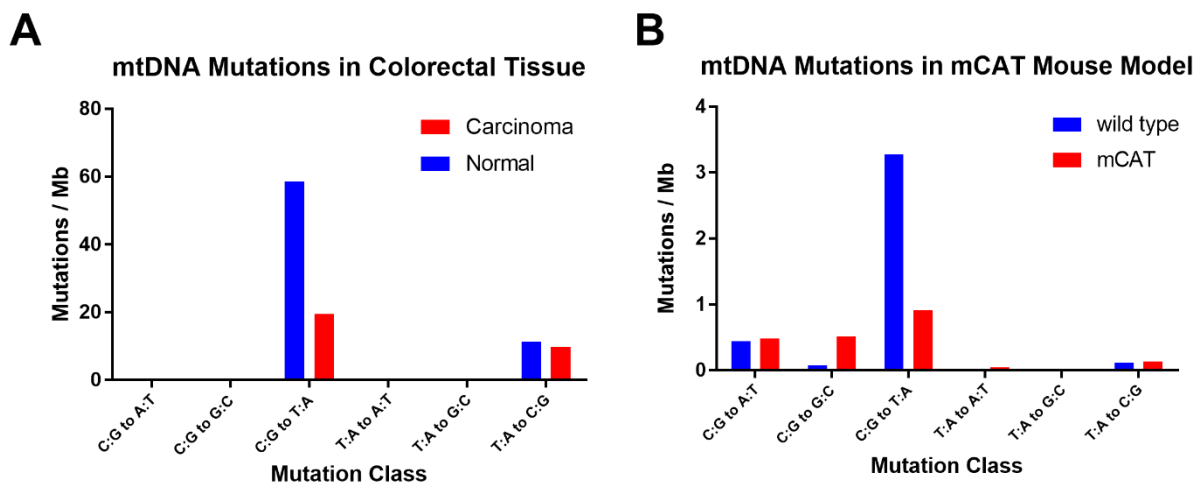 A
mtDNA Mutations in Colorectal Tissue
Carcinoma
Normal
Mutations / Mb
80
60
40
20
0
C:G to A:T
C:G to G:C
C:G to T:A
T:A to A:T
T:A to G:C
T:A to C:G
Mutation Class
B
mtDNA Mutations in mCAT Mouse Model
wild type
mCAT
Mutations / Mb
4
3
2
1
0
C:G to A:T
C:G to G:C
C:G to T:A
T:A to A:T
T:A to G:C
T:A to C:G
Mutation Class